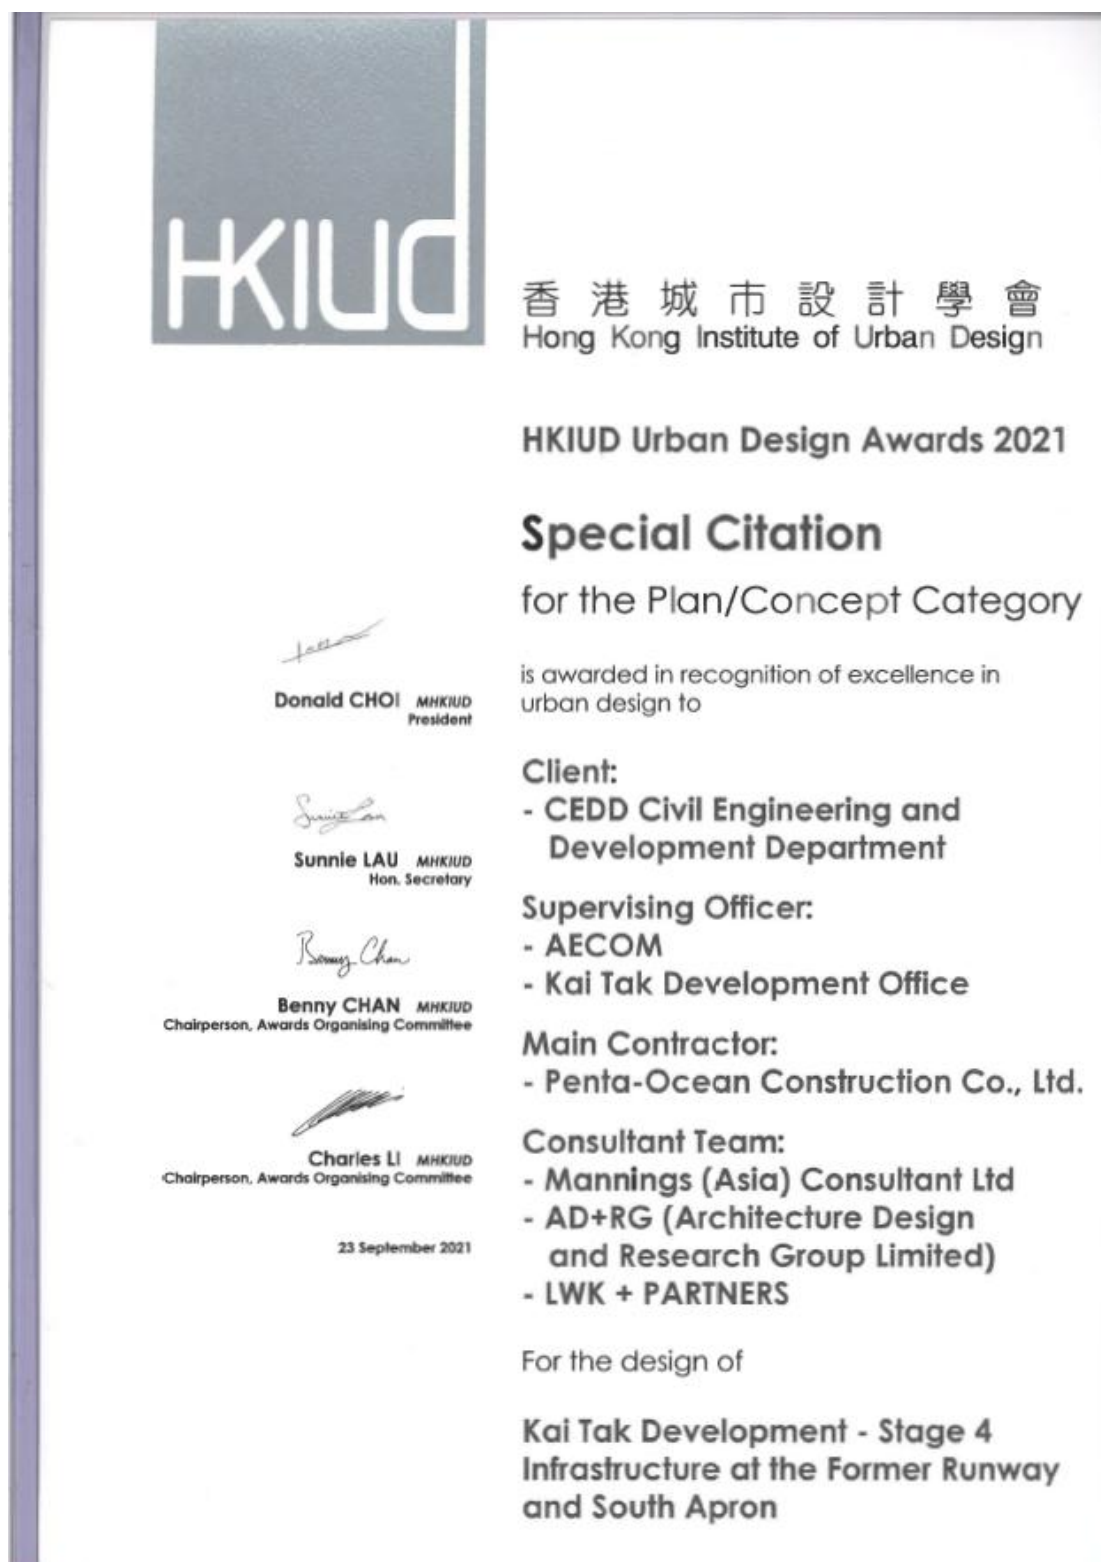 HKIUD
香港城市設計學會
Hong Kong Institute of Urban Design
HKIUD Urban Design Awards 2021
Special Citation
for the Plan/Concept Category
is awarded in recognition of excellence in
urban design to
Client:
- CEDD Civil Engineering and
Development Department
Supervising Officer:
- AECOM
- Kai Tak Development Office
Main Contractor:
- Penta-Ocean Construction Co., Ltd.
Consultant Team:
- Mannings (Asia) Consultant Ltd
- AD+RG (Architecture Design
and Research Group Limited)
- LWK + PARTNERS
For the design of
Kai Tak Development - Stage 4
Infrastructure at the Former Runway
and South Apron
Donald CHOI MHKIUD
President
Sunnie Lau
Sunnie LAU MHKIUD
Hon. Secretary
Benny Chan
Benny CHAN MHKIUD
Chairperson, Awards Organising Committee
Charles LI MHKIUD
Chairperson, Awards Organising Committee
23 September 2021